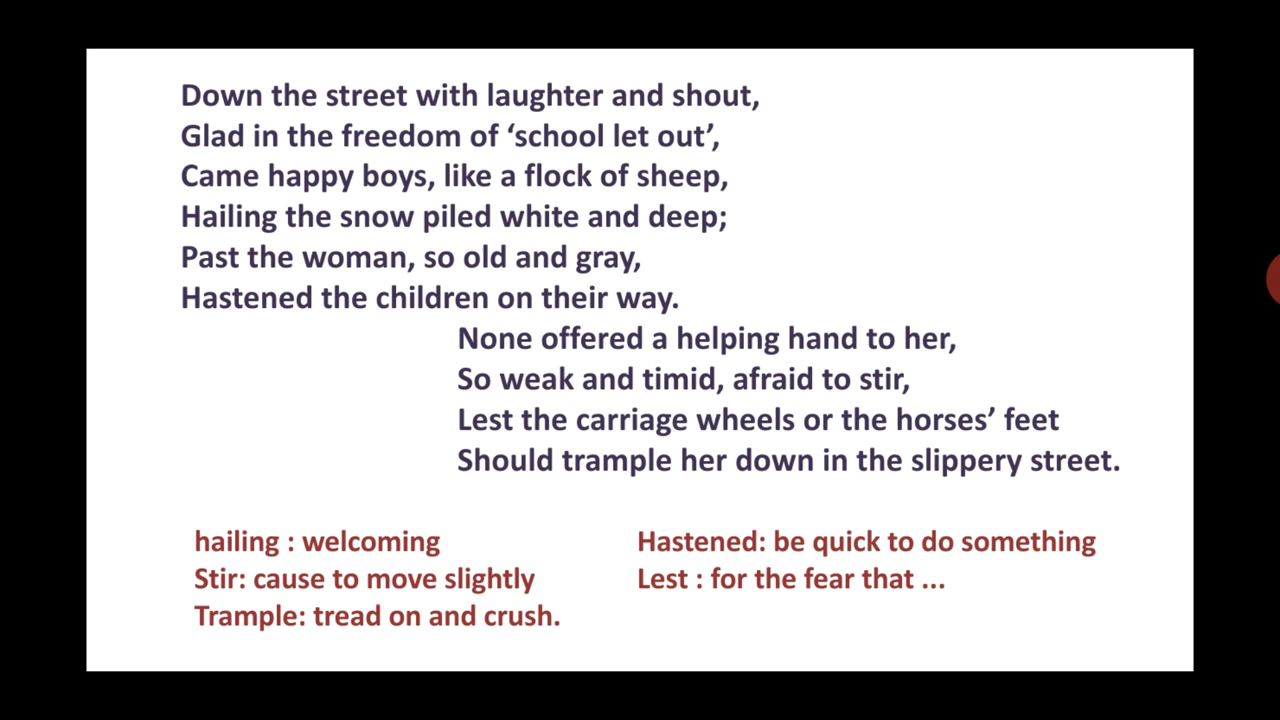 Down the street with laughter and shout,
Glad in the freedom of ‘school let out’,
Came happy boys, like a flock of sheep,
Hailing the snow piled white and deep;
Past the woman, so old and gray,
Hastened the children on their way.
None offered a helping hand to her,
So weak and timid, afraid to stir,
Lest the carriage wheels or the horses’ feet
Should trample her down in the slippery street.
hailing : welcoming
Stir: cause to move slightly
Trample: tread on and crush.
Hastened: be quick to do something
Lest : for the fear that ...